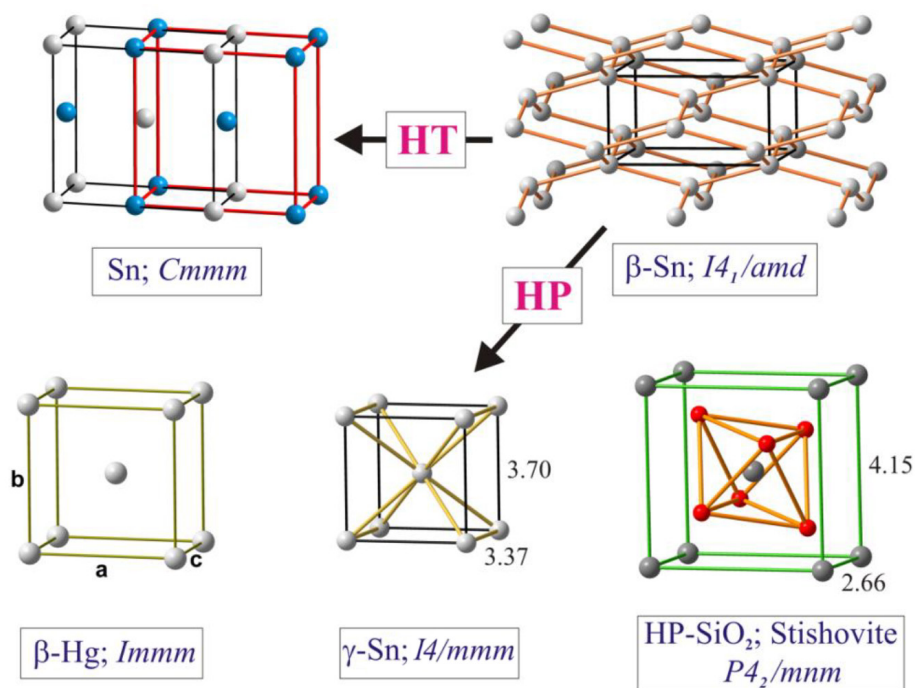 HT
Sn; Cmmm
β-Sn; I4₁/amd
HP
b
a
c
3.70
3.37
4.15
2.66
β-Hg; Immm
γ-Sn; I4/mmm
HP-SiO₂; Stishovite
P4₂/mnm